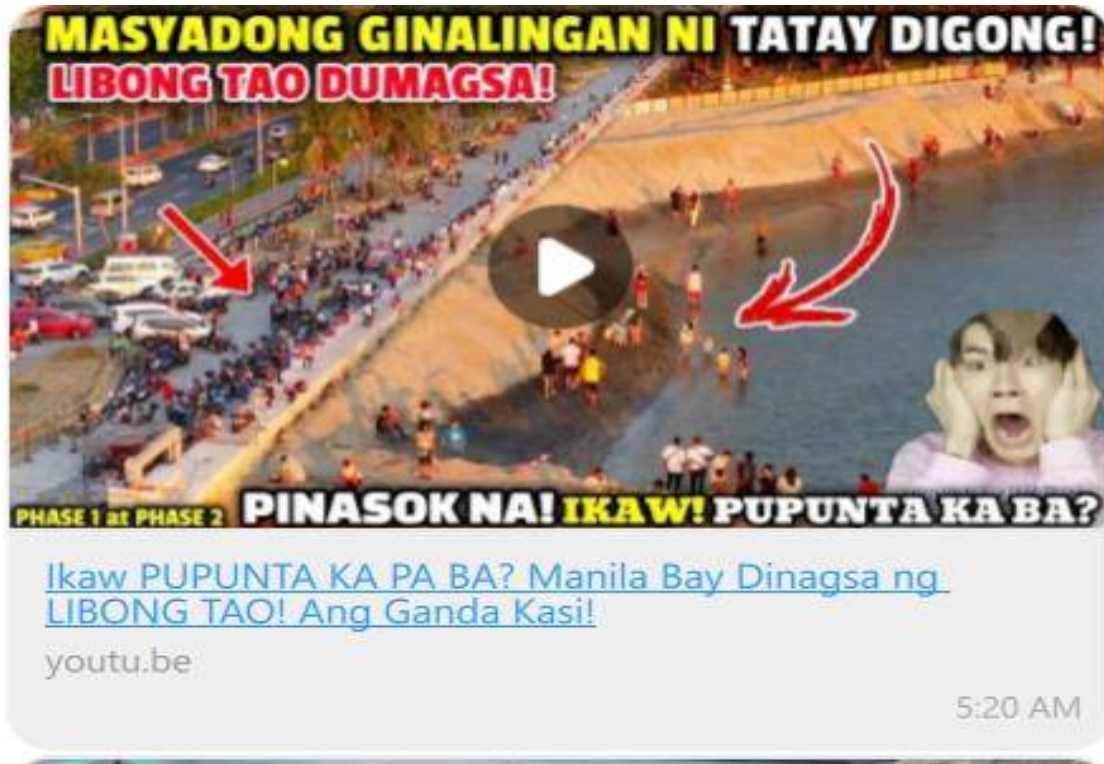 MASYADONG GINALINGAN NI TATAY DIGONG!
LIBONG TAO DUMAGSA!
PHASE 1 at PHASE 2 PINASOK NA! IKAW! PUPUNTA KA BA?
Ikaw PUPUNTA KA PA BA? Manila Bay Dinagsa ng
LIBONG TAO! Ang Ganda Kasi!
youtu.be
5:20 AM